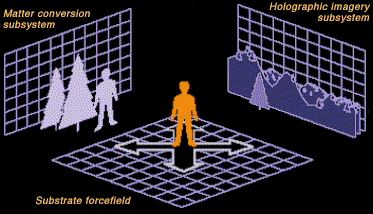 Matter conversion
subsystem
Holographic imagery
subsystem
Substrate forcefield